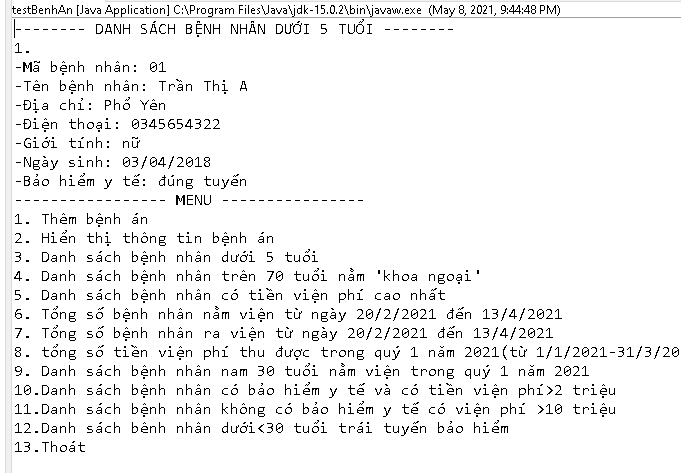 testBenhAn [Java Application] C:\Program Files\Java\jdk-15.0.2\bin\javaw.exe (May 8, 2021, 9:44:48 PM)
-------- DANH SÁCH BỆNH NHÂN DƯỚI 5 TUỔI --------
1.
-Mã bệnh nhân: 01
-Tên bệnh nhân: Trần Thị A
-Địa chỉ: Phổ Yên
-Điện thoại: 0345654322
-Giới tính: nữ
-Ngày sinh: 03/04/2018
-Bảo hiểm y tế: đúng tuyến
----------------- MENU ----------------
1. Thêm bệnh án
2. Hiển thị thông tin bệnh án
3. Danh sách bệnh nhân dưới 5 tuổi
4. Danh sách bệnh nhân trên 70 tuổi nằm 'khoa ngoại'
5. Danh sách bệnh nhân có tiền viện phí cao nhất
6. Tổng số bệnh nhân nằm viện từ ngày 20/2/2021 đến 13/4/2021
7. Tổng số bệnh nhân ra viện từ ngày 20/2/2021 đến 13/4/2021
8. tổng số tiền viện phí thu được trong quý 1 năm 2021(từ 1/1/2021-31/3/20
9. Danh sách bệnh nhân nam 30 tuổi nằm viện trong quý 1 năm 2021
10.Danh sách bệnh nhân có bảo hiểm y tế và có tiền viện phí>2 triệu
11.Danh sách bệnh nhân không có bảo hiểm y tế có viện phí >10 triệu
12.Danh sách bệnh nhân dưới<30 tuổi trái tuyến bảo hiểm
13.Thoát